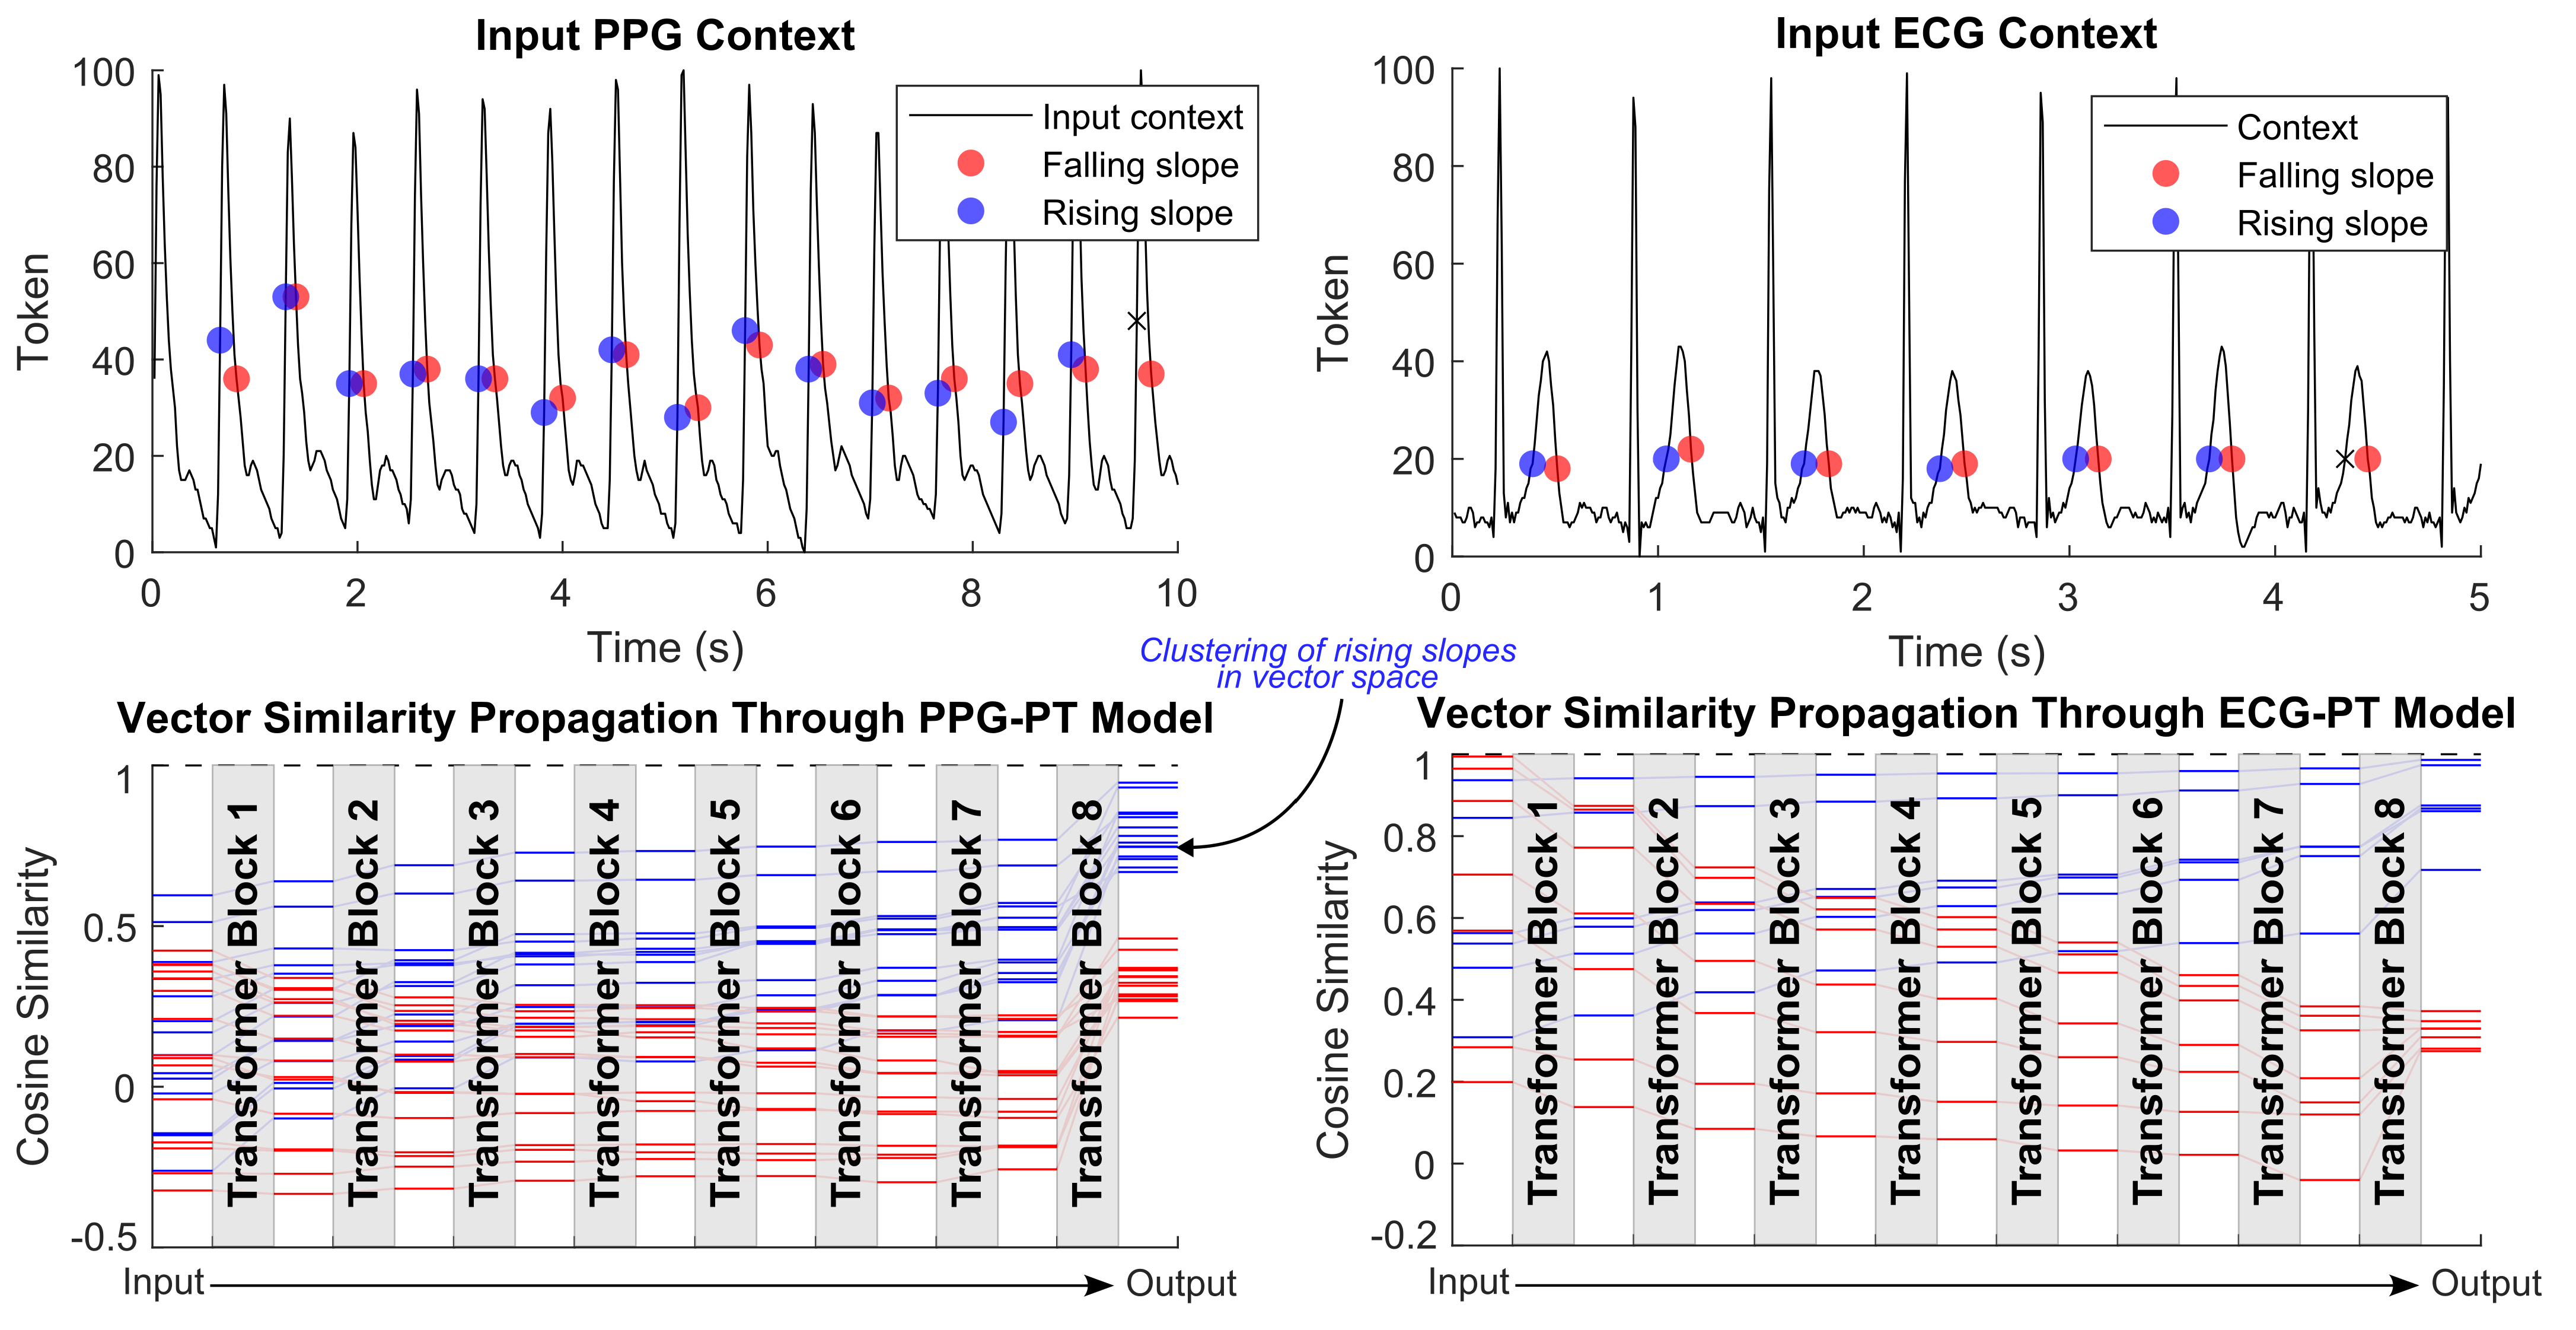 Input PPG Context
100
80
60
40
20
0
Token
Input context
Falling slope
Rising slope
0 2 4 6 8 10
Time (s)
Input ECG Context
100
80
60
40
20
0
Token
Context
Falling slope
Rising slope
0 1 2 3 4 5
Time (s)
Clustering of rising slopes
in vector space
Vector Similarity Propagation Through PPG-PT Model
1
0.5
0
-0.5
Cosine Similarity
Transformer Block 1
Transformer Block 2
Transformer Block 3
Transformer Block 4
Transformer Block 5
Transformer Block 6
Transformer Block 7
Transformer Block 8
Input Output
Vector Similarity Propagation Through ECG-PT Model
1
0.8
0.6
0.4
0.2
0
-0.2
Cosine Similarity
Transformer Block 1
Transformer Block 2
Transformer Block 3
Transformer Block 4
Transformer Block 5
Transformer Block 6
Transformer Block 7
Transformer Block 8
Input Output